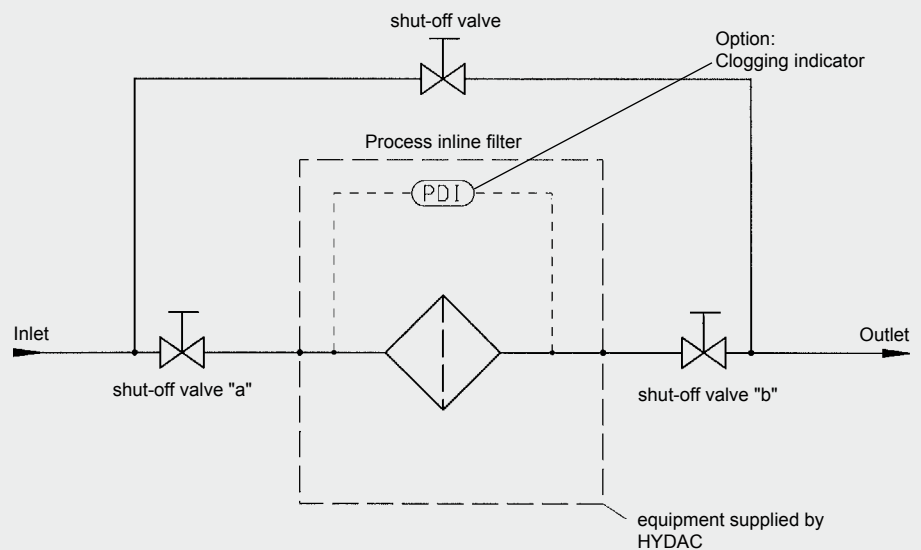 shut-off valve
Option:
Clogging indicator
Process inline filter
PDI
Inlet
Outlet
shut-off valve "a"
shut-off valve "b"
equipment supplied by
HYDAC